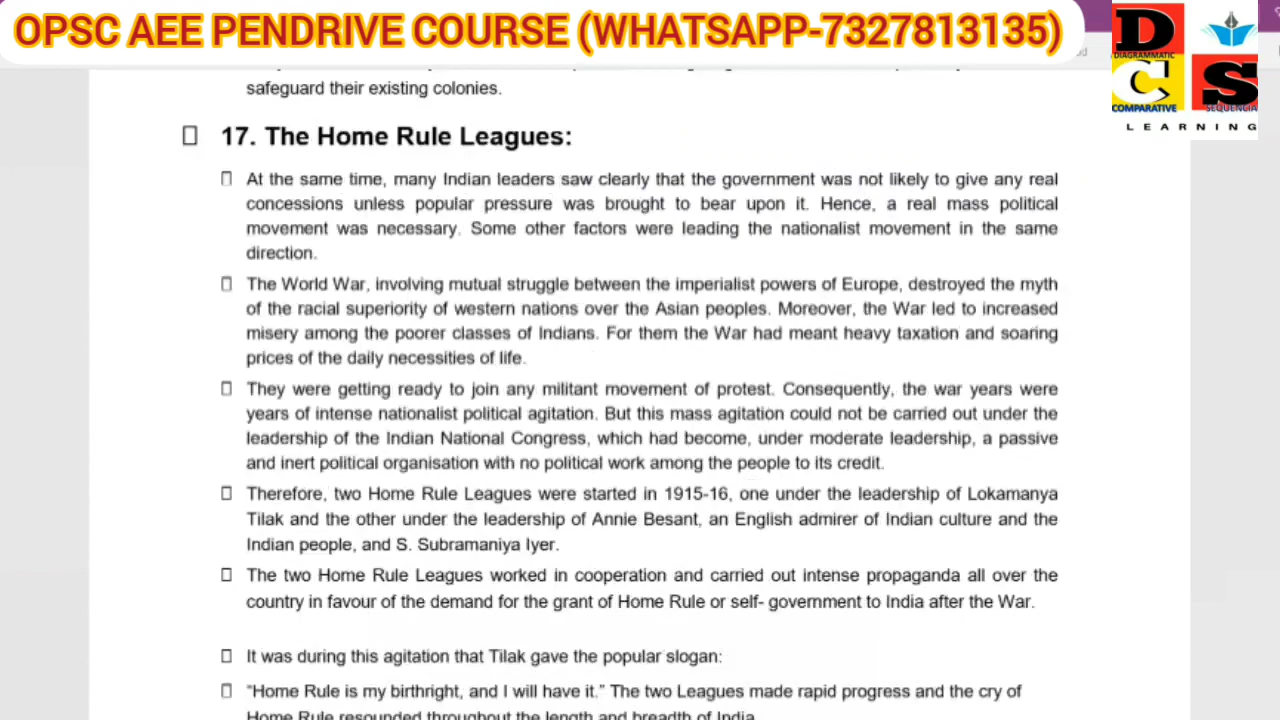 OPSC AEE PENDRIVE COURSE (WHATSAPP-7327813135)
D
DIAGRAMMATIC
C
COMPARATIVE
S
SEQUENCIA
LEARNING
safeguard their existing colonies.
17. The Home Rule Leagues:
At the same time, many Indian leaders saw clearly that the government was not likely to give any real
concessions unless popular pressure was brought to bear upon it. Hence, a real mass political
movement was necessary. Some other factors were leading the nationalist movement in the same
direction.
The World War, involving mutual struggle between the imperialist powers of Europe, destroyed the myth
of the racial superiority of western nations over the Asian peoples. Moreover, the War led to increased
misery among the poorer classes of Indians. For them the War had meant heavy taxation and soaring
prices of the daily necessities of life.
They were getting ready to join any militant movement of protest. Consequently, the war years were
years of intense nationalist political agitation. But this mass agitation could not be carried out under the
leadership of the Indian National Congress, which had become, under moderate leadership, a passive
and inert political organisation with no political work among the people to its credit.
Therefore, two Home Rule Leagues were started in 1915-16, one under the leadership of Lokamanya
Tilak and the other under the leadership of Annie Besant, an English admirer of Indian culture and the
Indian people, and S. Subramaniya Iyer.
The two Home Rule Leagues worked in cooperation and carried out intense propaganda all over the
country in favour of the demand for the grant of Home Rule or self- government to India after the War.
It was during this agitation that Tilak gave the popular slogan:
"Home Rule is my birthright, and I will have it." The two Leagues made rapid progress and the cry of
Home Rule resounded throughout the length and breadth of India.